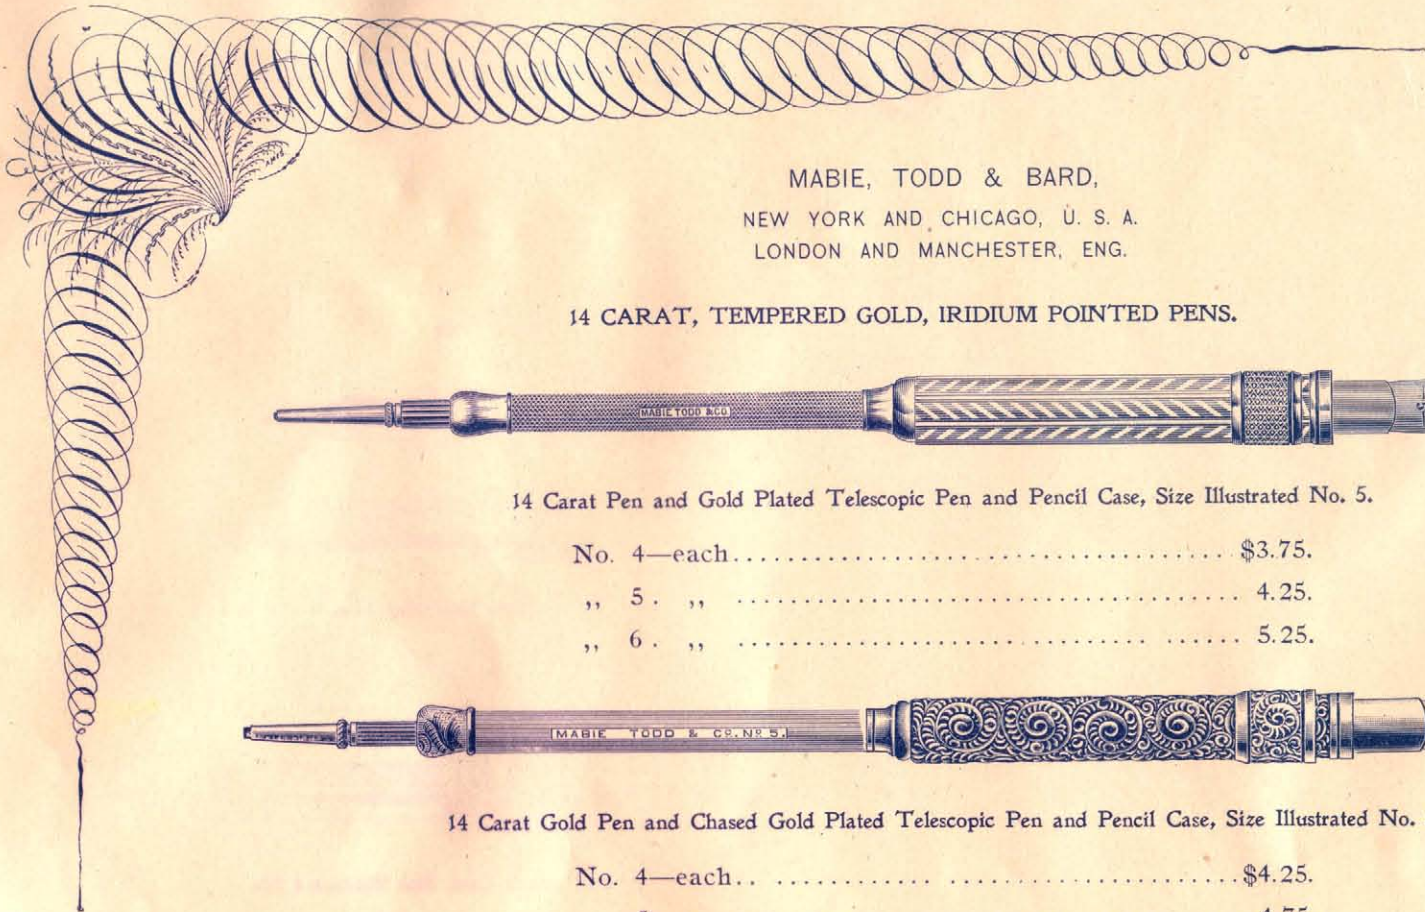 MABIE, TODD & BARD,
NEW YORK AND CHICAGO, U. S. A.
LONDON AND MANCHESTER, ENG.
14 CARAT, TEMPERED GOLD, IRIDIUM POINTED PENS.
MABIE TODD & CO.
14 Carat Pen and Gold Plated Telescopic Pen and Pencil Case, Size Illustrated No. 5.
No. 4—each.................................... $3.75.
,, 5. ,, .................................... 4.25.
,, 6. ,, .................................... 5.25.
MABIE TODD & Co. No 5.
14 Carat Gold Pen and Chased Gold Plated Telescopic Pen and Pencil Case, Size Illustrated No.
No. 4—each.. .................................. $4.25.
4.75